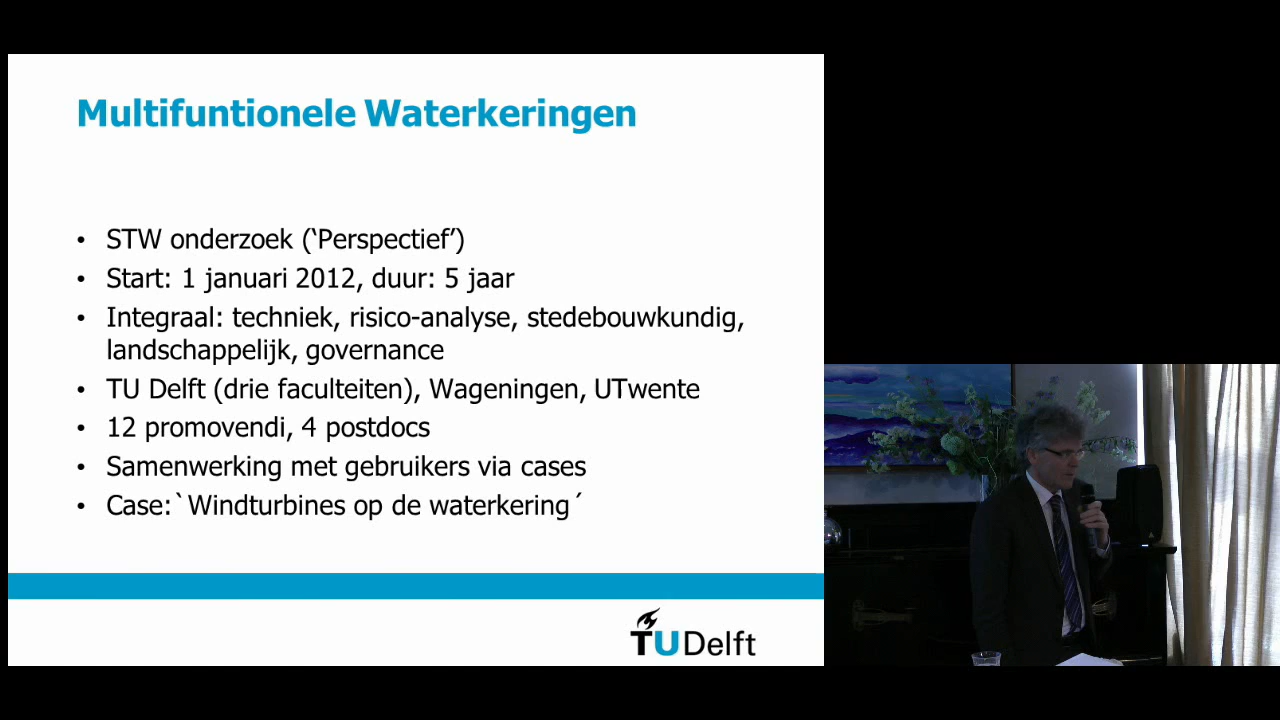 Multifuntionele Waterkeringen
• STW onderzoek (‘Perspectief’)
• Start: 1 januari 2012, duur: 5 jaar
• Integraal: techniek, risico-analyse, stedebouwkundig,
landschappelijk, governance
• TU Delft (drie faculteiten), Wageningen, UTwente
• 12 promovendi, 4 postdocs
• Samenwerking met gebruikers via cases
• Case:`Windturbines op de waterkering´
TUDelft